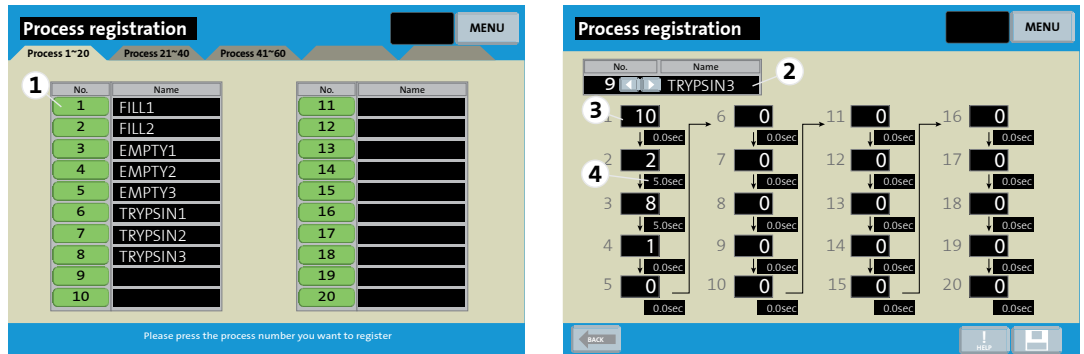 Process registration
MENU
Process 1~20 Process 21~40 Process 41~60
1
No. Name No. Name
1 FILL1 11
2 FILL2 12
3 EMPTY1 13
4 EMPTY2 14
5 EMPTY3 15
6 TRYPSIN1 16
7 TRYPSIN2 17
8 TRYPSIN3 18
9 19
10 20
Please press the process number you want to register
Process registration
MENU
No. Name
2
9 TRYPSIN3
3
1 10 6 0 11 0 16 0
0.0sec 0.0sec 0.0sec 0.0sec
2 2 7 0 12 0 17 0
4
5.0sec 0.0sec 0.0sec 0.0sec
3 8 8 0 13 0 18 0
5.0sec 0.0sec 0.0sec 0.0sec
4 1 9 0 14 0 19 0
0.0sec 0.0sec 0.0sec 0.0sec
5 0 10 0 15 0 20 0
0.0sec 0.0sec 0.0sec 0.0sec
BACK
! HELP